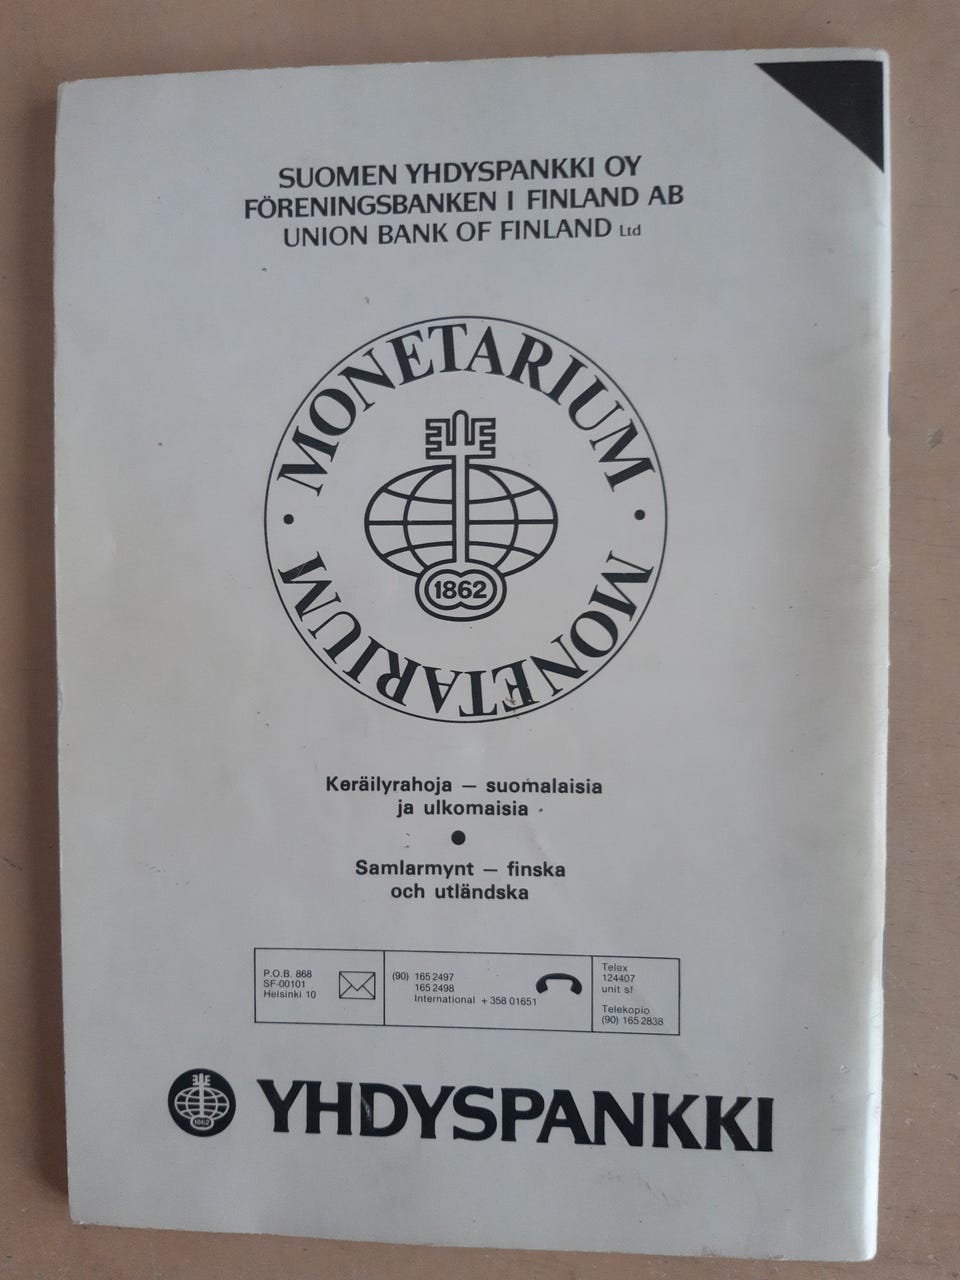 SUOMEN YHDYSPANKKI OY
FÖRENINGSBANKEN I FINLAND AB
UNION BANK OF FINLAND Ltd
MONETARIUM • MONETARIUM •
1862
Keräilyrahoja – suomalaisia
ja ulkomaisia
•
Samlarmynt – finska
och utländska
P.O.B. 868
SF-00101
Helsinki 10
(90) 165 2497
165 2498
International + 358 01651
Telex
124407
unit sf
Telekopio
(90) 165 2838
1862
YHDYSPANKKI